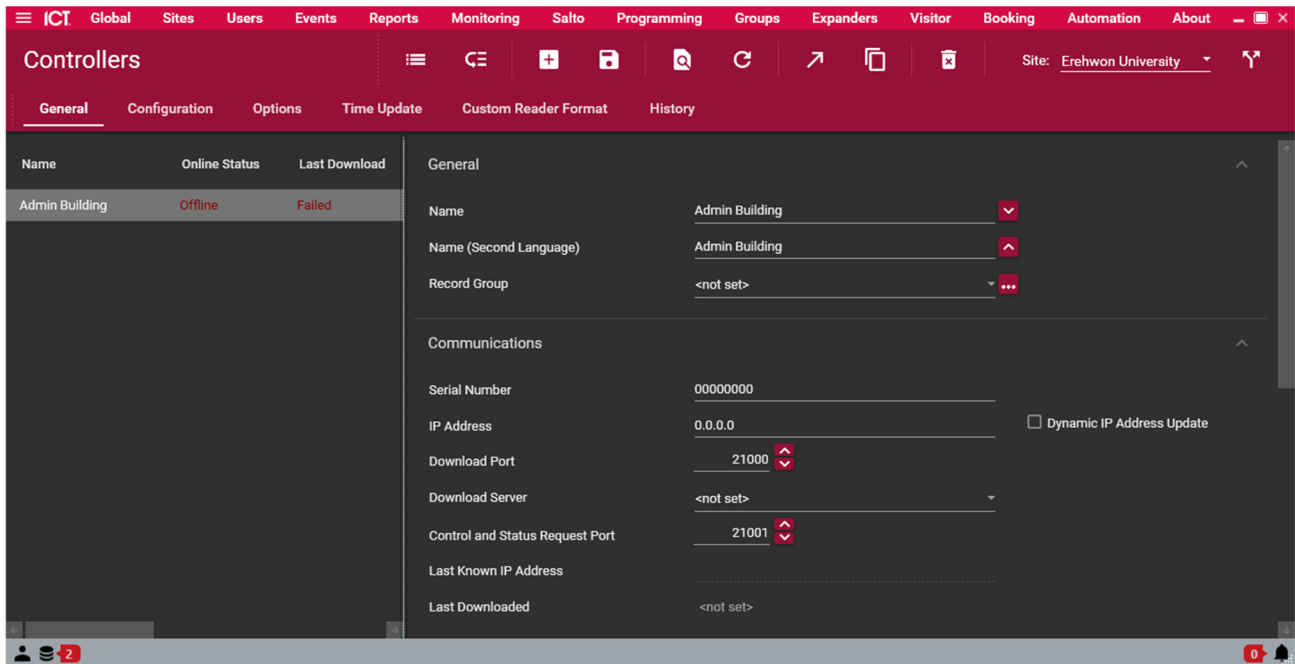 ICT. Global Sites Users Events Reports Monitoring Salto Programming Groups Expanders Visitor Booking Automation About
Controllers Site: Erehwon University
General Configuration Options Time Update Custom Reader Format History
Name Online Status Last Download
Admin Building Offline Failed
General
Name Admin Building
Name (Second Language) Admin Building
Record Group <not set>
Communications
Serial Number 00000000
IP Address 0.0.0.0 Dynamic IP Address Update
Download Port 21000
Download Server <not set>
Control and Status Request Port 21001
Last Known IP Address
Last Downloaded <not set>
2 0